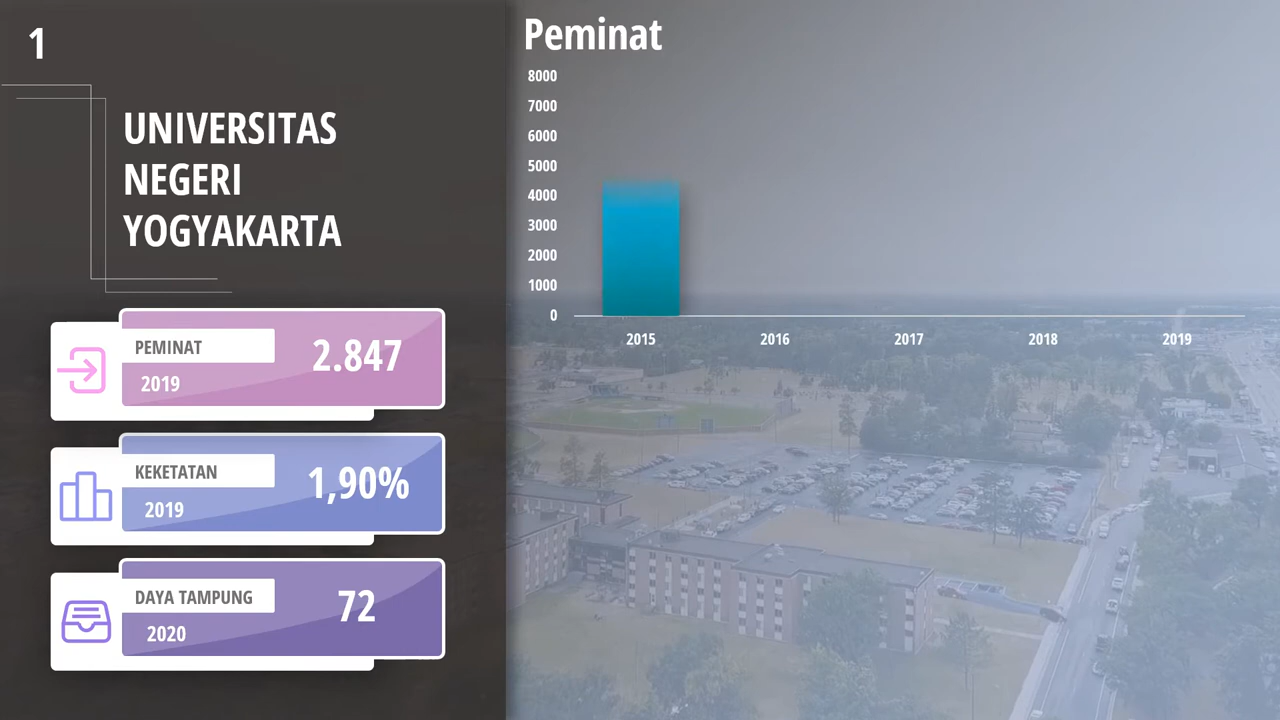 1
UNIVERSITAS
NEGERI
YOGYAKARTA
PEMINAT
2019
2.847
KEKETATAN
2019
1,90%
DAYA TAMPUNG
2020
72
Peminat
8000
7000
6000
5000
4000
3000
2000
1000
0
2015 2016 2017 2018 2019